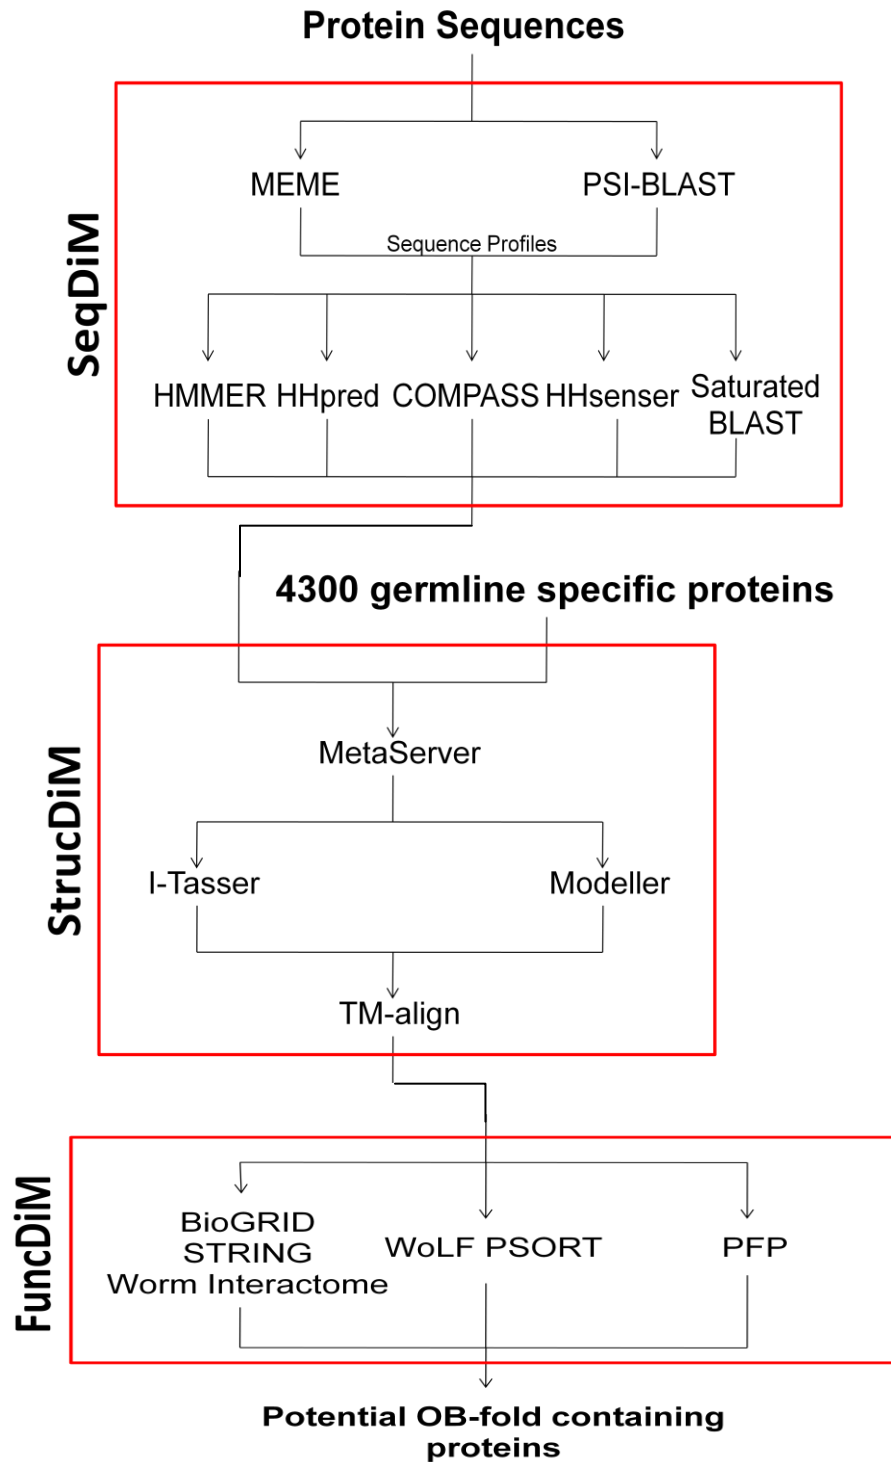 Protein Sequences
SeqDiM
MEME
PSI-BLAST
Sequence Profiles
HMMER
HHpred
COMPASS
HHsenser
Saturated
BLAST
4300 germline specific proteins
StrucDiM
MetaServer
I-Tasser
Modeller
TM-align
FuncDiM
BioGRID
STRING
Worm Interactome
WoLF PSORT
PFP
Potential OB-fold containing
proteins